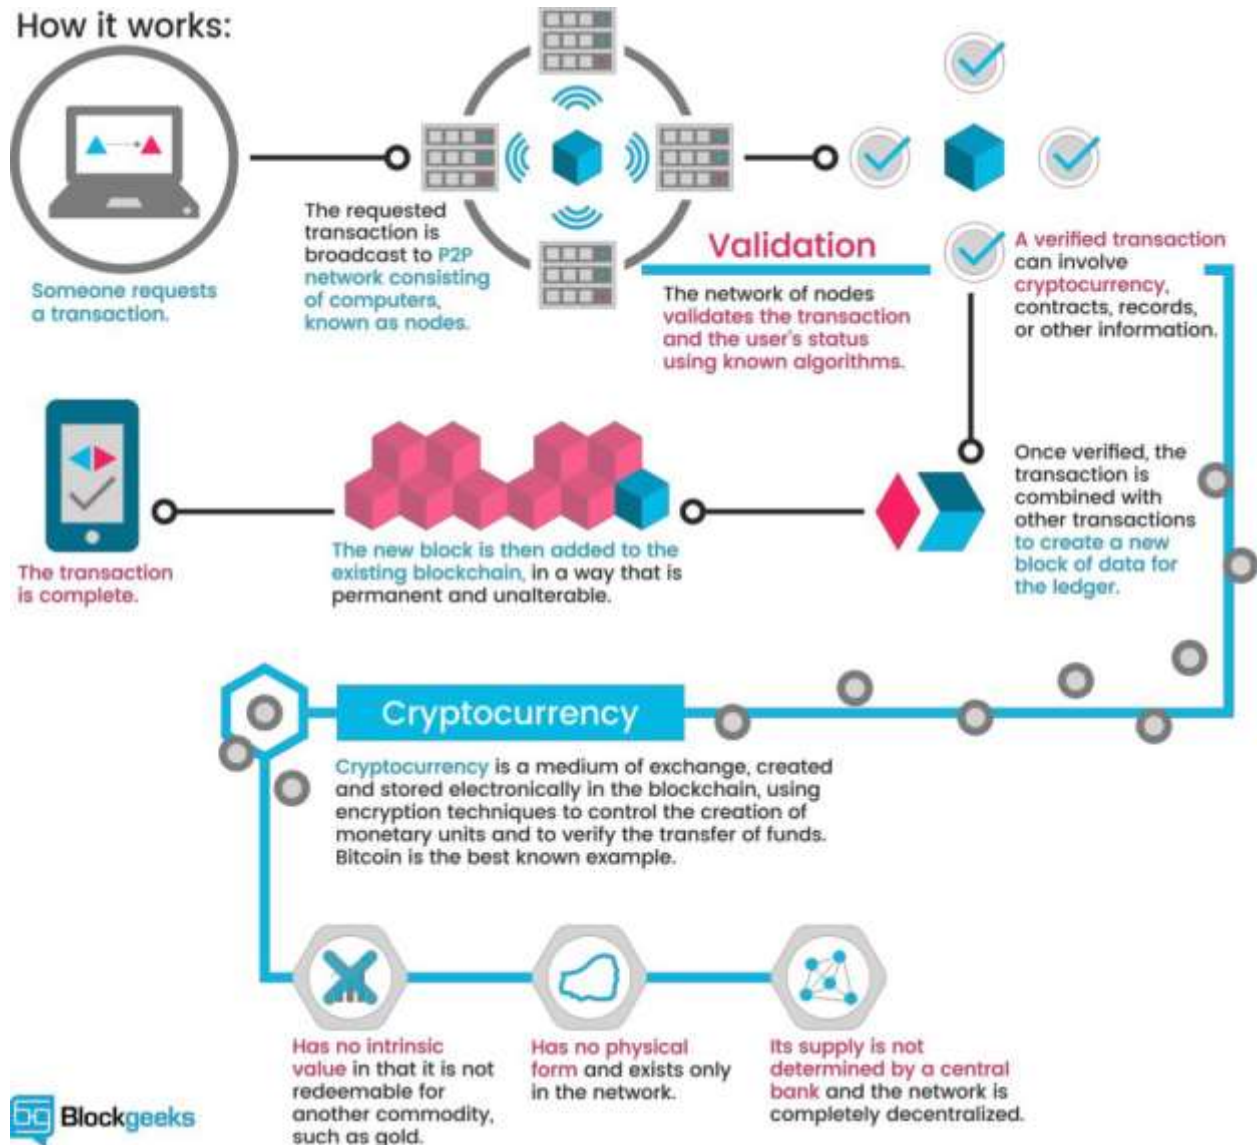 How it works:
Someone requests
a transaction.
The requested
transaction is
broadcast to P2P
network consisting
of computers,
known as nodes.
Validation
The network of nodes
validates the transaction
and the user's status
using known algorithms.
A verified transaction
can involve
cryptocurrency,
contracts, records,
or other information.
Once verified, the
transaction is
combined with
other transactions
to create a new
block of data for
the ledger.
The new block is then added to the
existing blockchain, in a way that is
permanent and unalterable.
The transaction
is complete.
Cryptocurrency
Cryptocurrency is a medium of exchange, created
and stored electronically in the blockchain, using
encryption techniques to control the creation of
monetary units and to verify the transfer of funds.
Bitcoin is the best known example.
Has no intrinsic
value in that it is not
redeemable for
another commodity,
such as gold.
Has no physical
form and exists only
in the network.
Its supply is not
determined by a central
bank and the network is
completely decentralized.
Blockgeeks